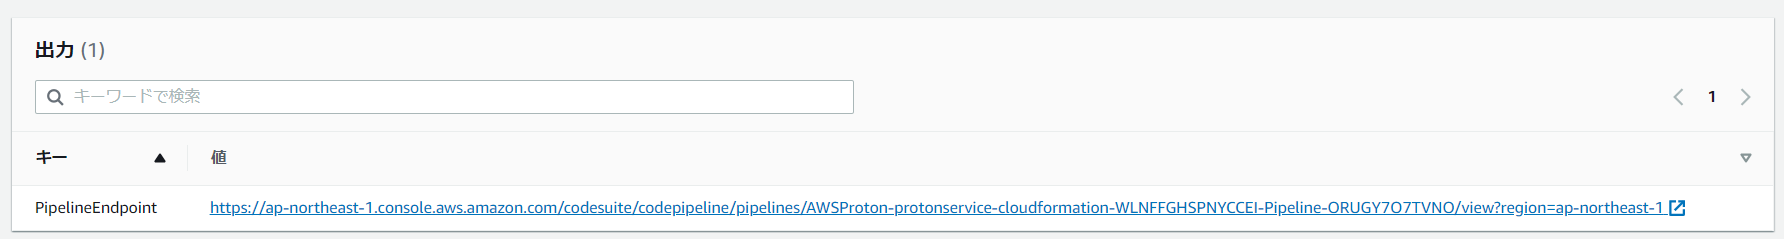 出力 (1)
キーワードで検索
1
キー 値
PipelineEndpoint https://ap-northeast-1.console.aws.amazon.com/codesuite/codepipeline/pipelines/AWSProton-protonservice-cloudformation-WLNFFGHSPNYCCEI-Pipeline-ORUGY7O7TVNO/view?region=ap-northeast-1